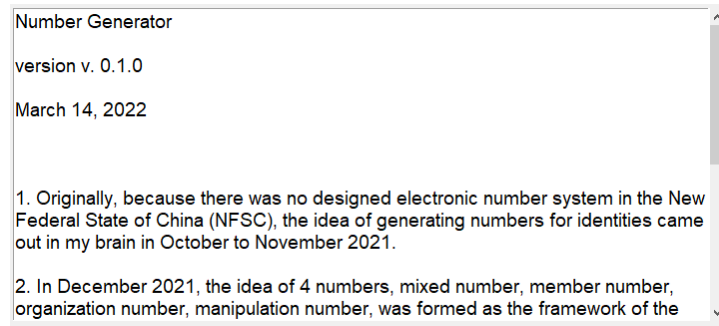 Number Generator
version v. 0.1.0
March 14, 2022
1. Originally, because there was no designed electronic number system in the New
Federal State of China (NFSC), the idea of generating numbers for identities came
out in my brain in October to November 2021.
2. In December 2021, the idea of 4 numbers, mixed number, member number,
organization number, manipulation number, was formed as the framework of the